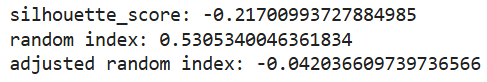 silhouette_score: -0.21700993727884985
random index: 0.5305340046361834
adjusted random index: -0.042036609739736566